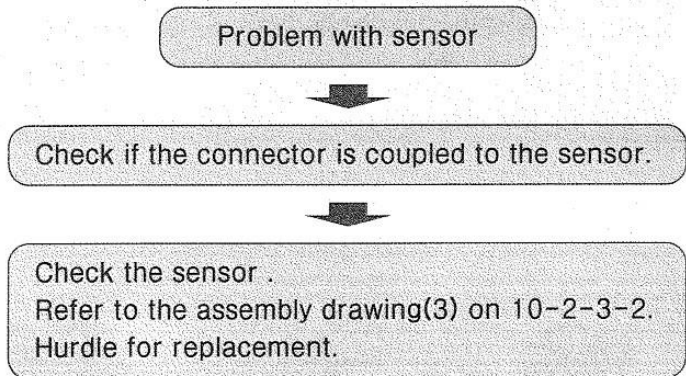 Problem with sensor
Check if the connector is coupled to the sensor.
Check the sensor .
Refer to the assembly drawing(3) on 10-2-3-2.
Hurdle for replacement.